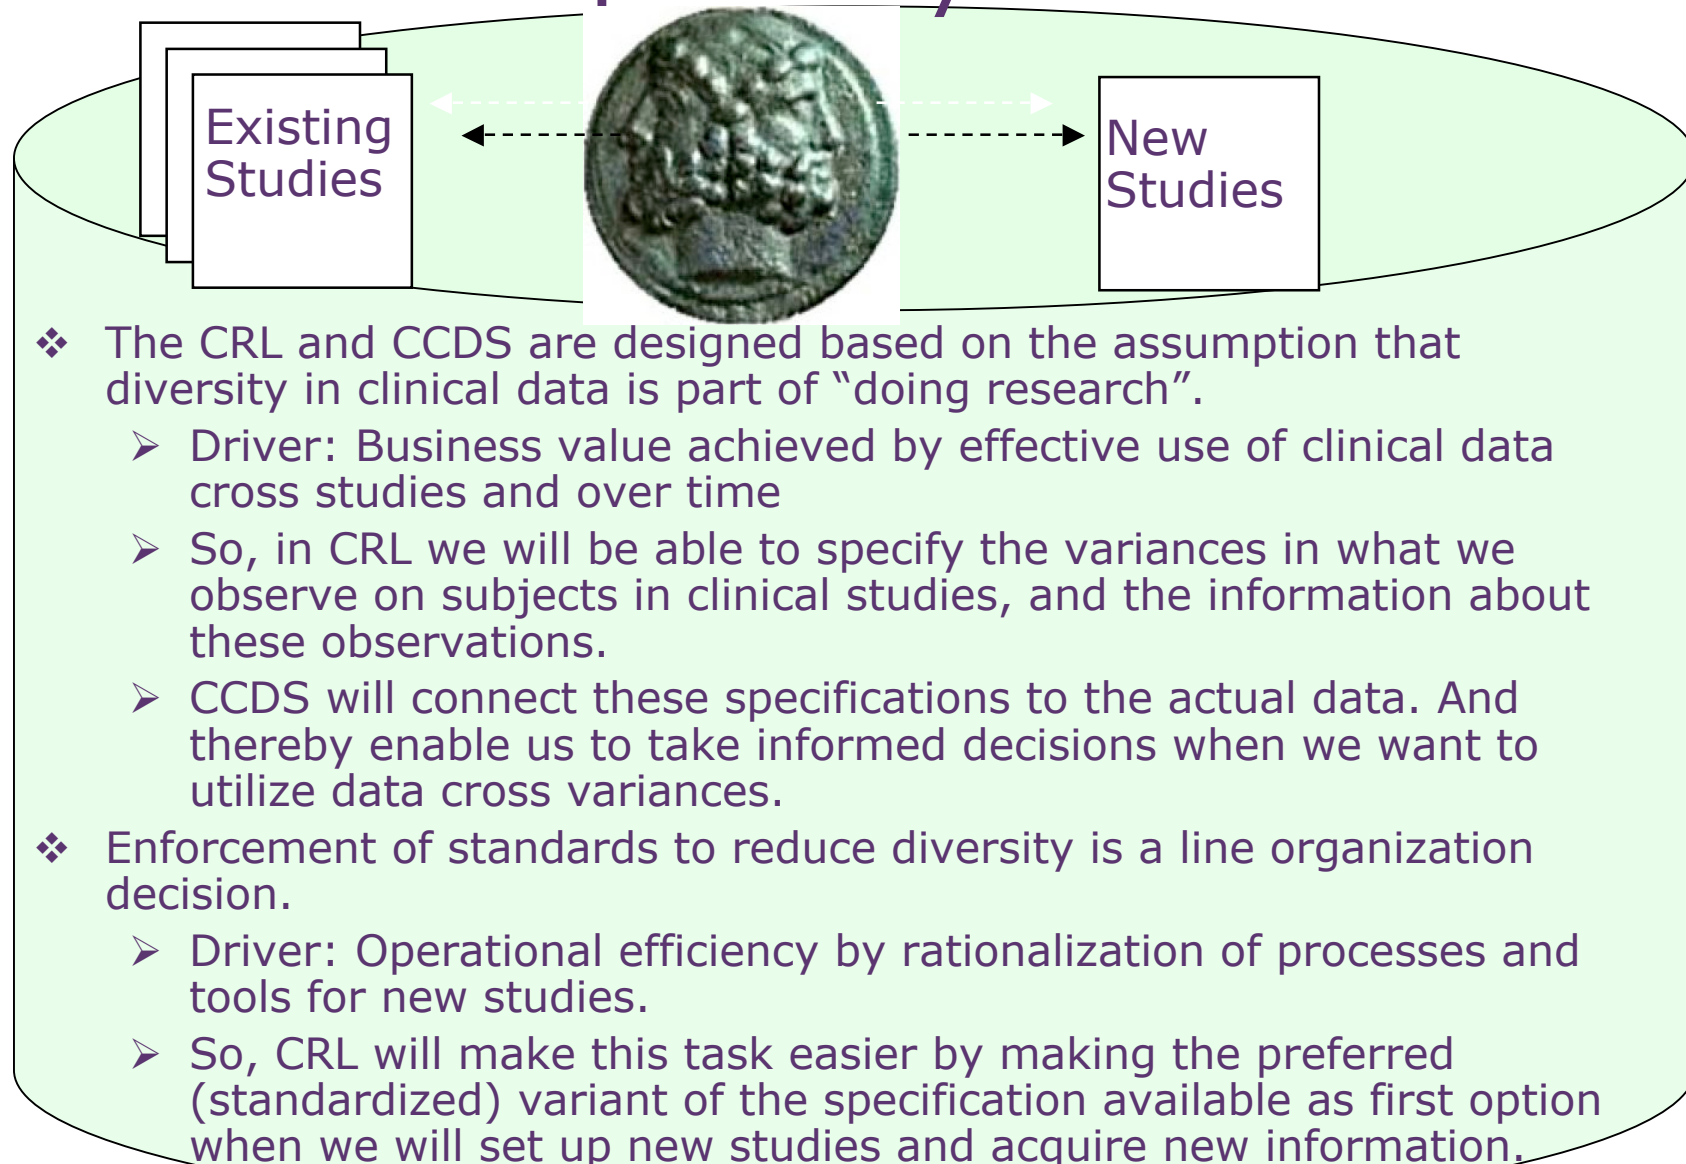 Existing
Studies
New
Studies
❖ The CRL and CCDS are designed based on the assumption that
diversity in clinical data is part of “doing research”.
➢ Driver: Business value achieved by effective use of clinical data
cross studies and over time
➢ So, in CRL we will be able to specify the variances in what we
observe on subjects in clinical studies, and the information about
these observations.
➢ CCDS will connect these specifications to the actual data. And
thereby enable us to take informed decisions when we want to
utilize data cross variances.
❖ Enforcement of standards to reduce diversity is a line organization
decision.
➢ Driver: Operational efficiency by rationalization of processes and
tools for new studies.
➢ So, CRL will make this task easier by making the preferred
(standardized) variant of the specification available as first option
when we will set up new studies and acquire new information.